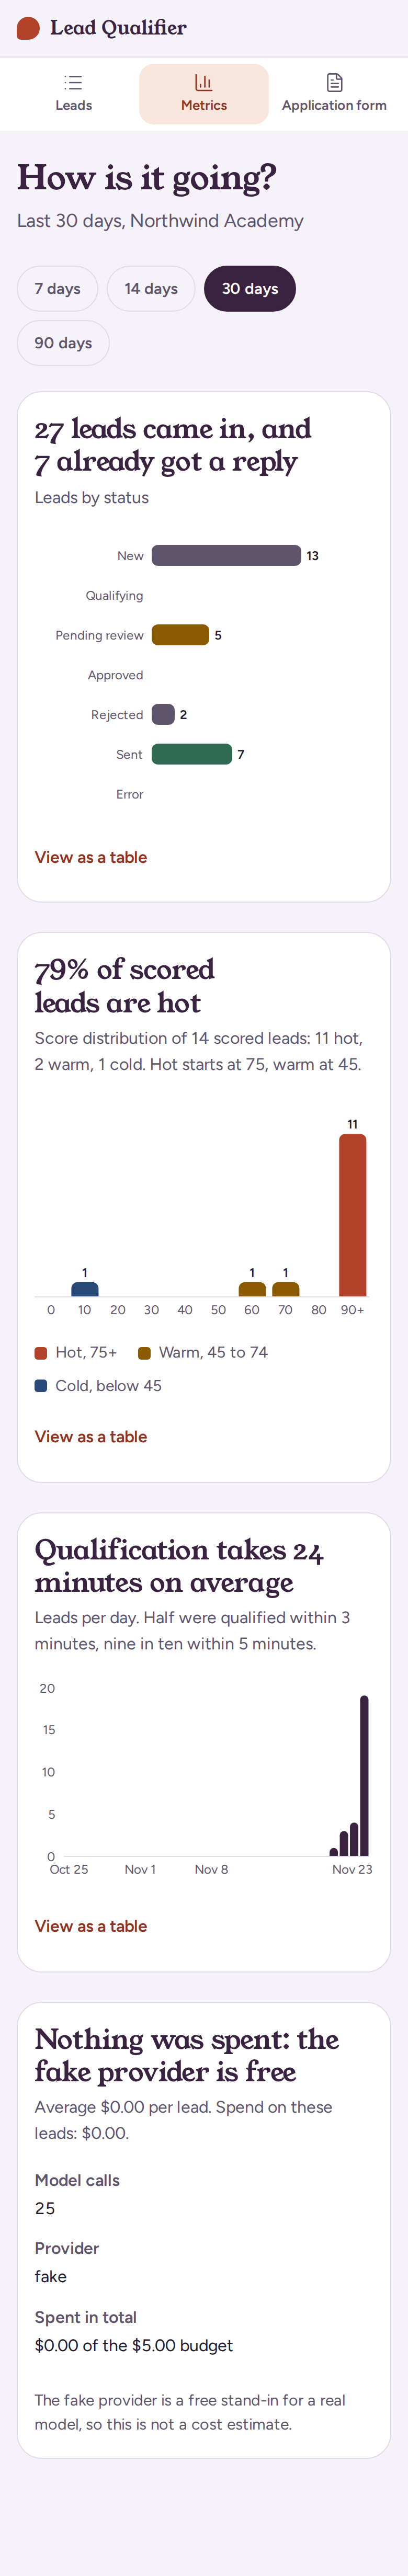 Lead Qualifier
Leads
Metrics
Application form
How is it going?
Last 30 days, Northwind Academy
7 days
14 days
30 days
90 days
27 leads came in, and
7 already got a reply
Leads by status
New 13
Qualifying
Pending review 5
Approved
Rejected 2
Sent 7
Error
View as a table
79% of scored
leads are hot
Score distribution of 14 scored leads: 11 hot,
2 warm, 1 cold. Hot starts at 75, warm at 45.
11
1 1 1
0 10 20 30 40 50 60 70 80 90+
Hot, 75+
Warm, 45 to 74
Cold, below 45
View as a table
Qualification takes 24
minutes on average
Leads per day. Half were qualified within 3
minutes, nine in ten within 5 minutes.
20
15
10
5
0
Oct 25 Nov 1 Nov 8 Nov 23
View as a table
Nothing was spent: the
fake provider is free
Average $0.00 per lead. Spend on these
leads: $0.00.
Model calls
25
Provider
fake
Spent in total
$0.00 of the $5.00 budget
The fake provider is a free stand-in for a real
model, so this is not a cost estimate.